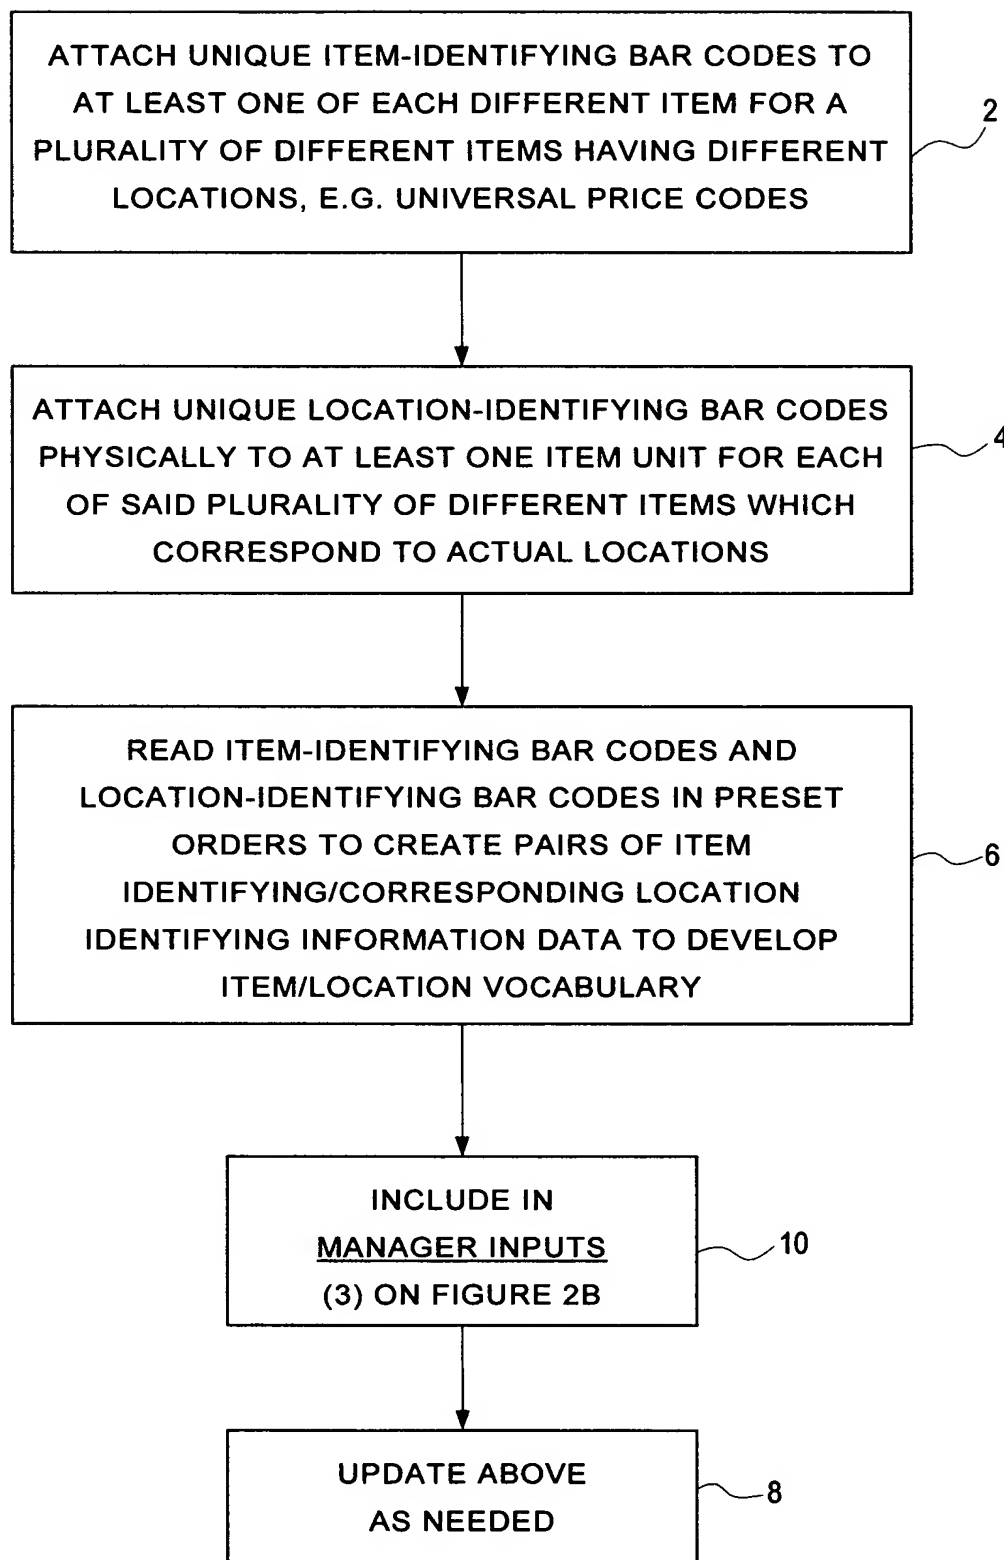 ATTACH UNIQUE ITEM-IDENTIFYING BAR CODES TO
AT LEAST ONE OF EACH DIFFERENT ITEM FOR A
PLURALITY OF DIFFERENT ITEMS HAVING DIFFERENT
LOCATIONS, E.G. UNIVERSAL PRICE CODES
2
ATTACH UNIQUE LOCATION-IDENTIFYING BAR CODES
PHYSICALLY TO AT LEAST ONE ITEM UNIT FOR EACH
OF SAID PLURALITY OF DIFFERENT ITEMS WHICH
CORRESPOND TO ACTUAL LOCATIONS
4
READ ITEM-IDENTIFYING BAR CODES AND
LOCATION-IDENTIFYING BAR CODES IN PRESET
ORDERS TO CREATE PAIRS OF ITEM
IDENTIFYING/CORRESPONDING LOCATION
IDENTIFYING INFORMATION DATA TO DEVELOP
ITEM/LOCATION VOCABULARY
6
INCLUDE IN
MANAGER INPUTS
(3) ON FIGURE 2B
10
UPDATE ABOVE
AS NEEDED
8